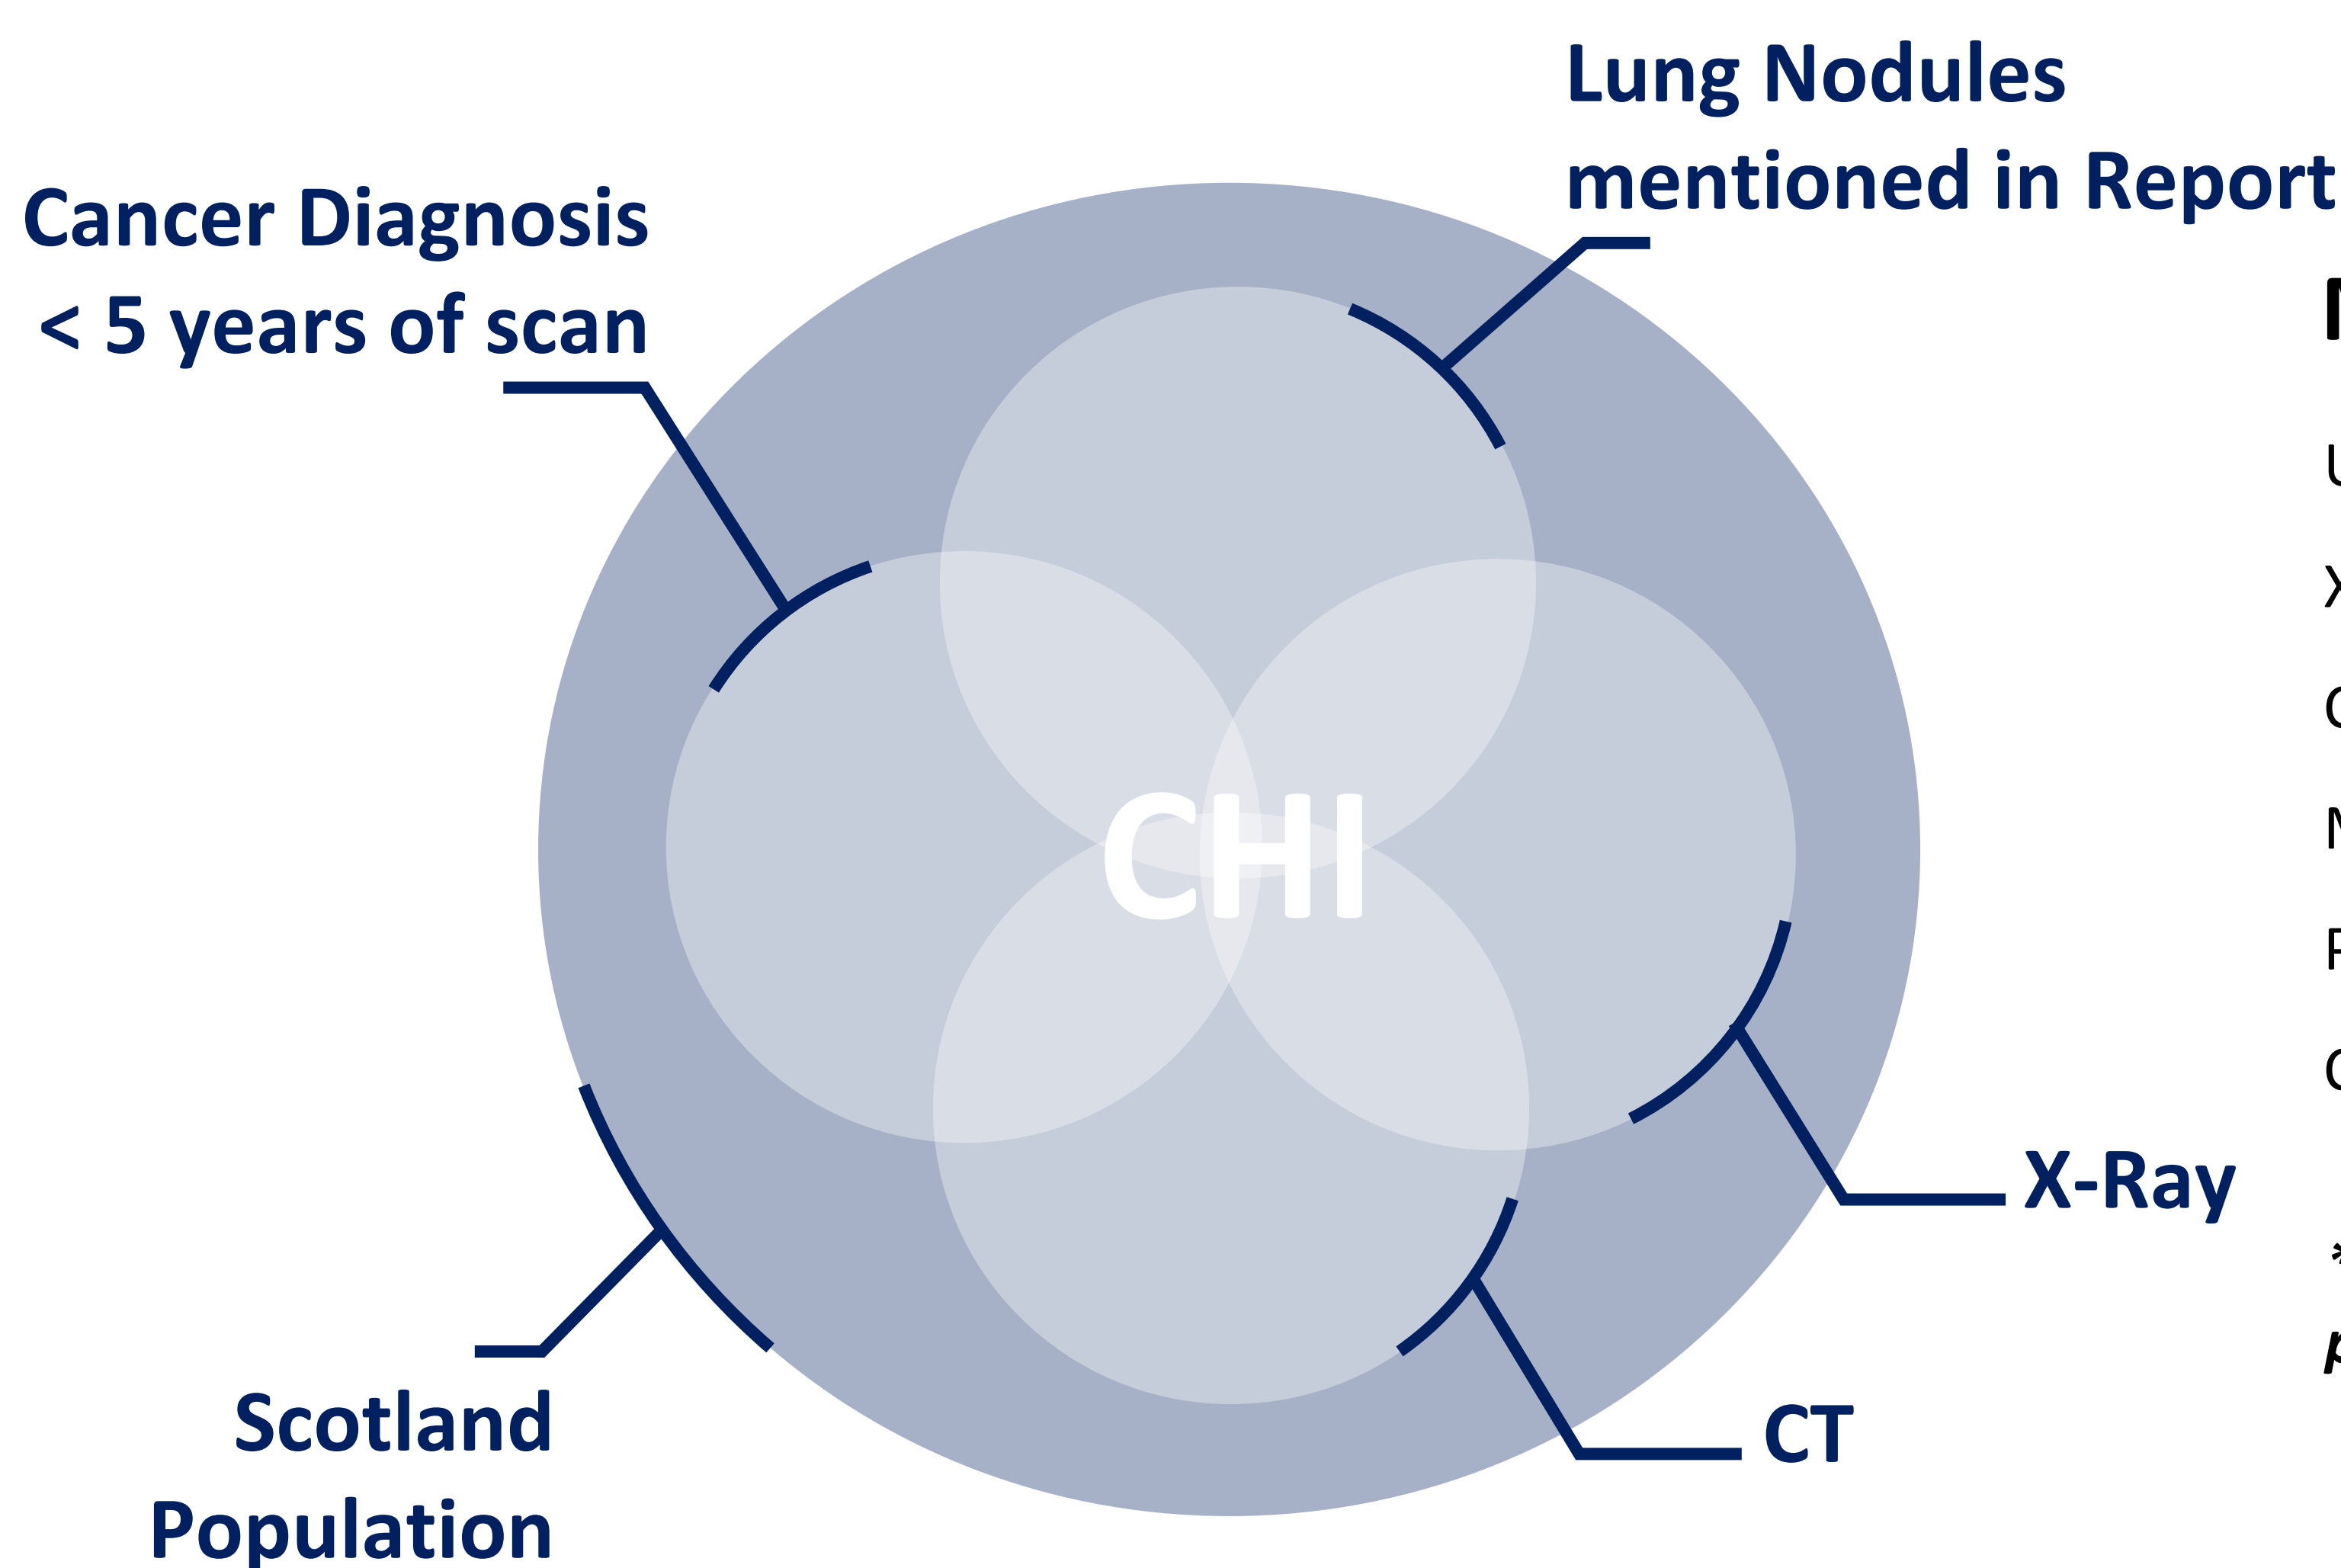 Lung Nodules
mentioned in Report
Cancer Diagnosis
< 5 years of scan
CHI
X-Ray
CT
Scotland
Population